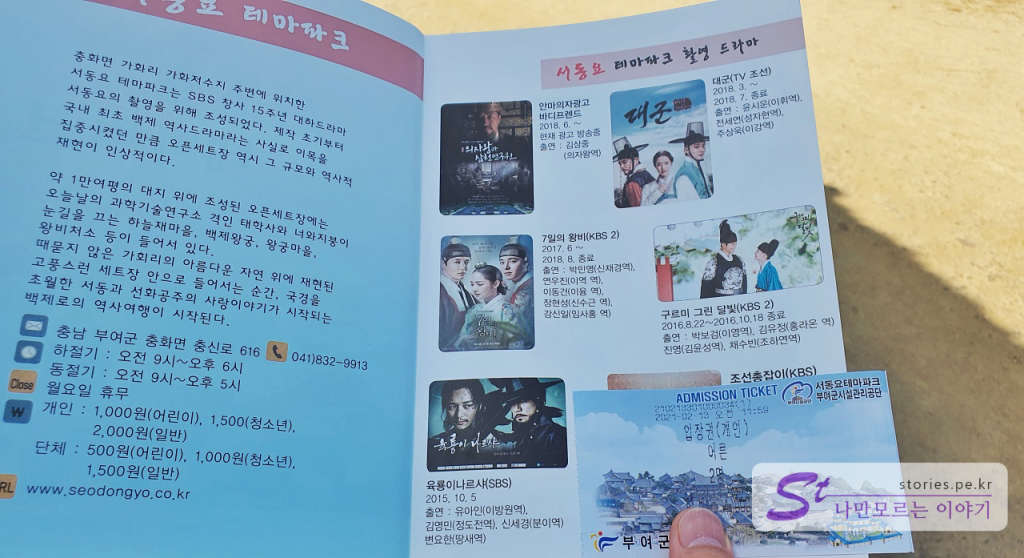 서동요 테마파크
충화면 가화리 가화저수지 주변에 위치한
서동요 테마파크는 SBS 창사 15주년 대하드라마
서동요의 촬영을 위해 조성되었다. 제작 초기부터
국내 최초 백제 역사드라마라는 사실로 이목을
집중시켰던 만큼 오픈세트장 역시 그 규모와 역사적
재현이 인상적이다.
약 1만여평의 대지 위에 조성된 오픈세트장에는
오늘날의 과학기술연구소 격인 태학사와 너와지붕이
눈길을 끄는 하늘재마을, 백제왕궁, 왕궁마을,
왕비처소 등이 들어서 있다.
때묻지 않은 가회리의 아름다운 자연 위에 재현된
고풍스런 세트장 안으로 들어서는 순간, 국경을
초월한 서동과 선화공주의 사랑이야기가 시작되는
백제로의 역사여행이 시작된다.
충남 부여군 충화면 충신로 616 041)832-9913
하절기 : 오전 9시~오후 6시
동절기 : 오전 9시~오후 5시
Close 월요일 휴무
₩ 개인 : 1,000원(어린이), 1,500(청소년),
2,000원(일반)
단체 : 500원(어린이), 1,000원(청소년),
1,500원(일반)
RL www.seodongyo.co.kr
서동요 테마파크 촬영 드라마
안마의자광고
바디프렌드
2018. 6. ~
현재 광고 방송중
출연 : 김상중
(의자왕역)
대군
대군(TV 조선)
2018. 3. ~
2018. 7. 종료
출연 : 윤시윤(이휘역),
전세연(성자현역),
주상욱(이강역)
7일의 왕비(KBS 2)
2017. 6 ~
2018. 8, 종료
출연 : 박민영(신채경역),
연우진(이역 역),
이동건(이융 역),
장현성(신수근 역),
강신일(임사홍 역)
구르미 그린 달빛(KBS 2)
2016.8.22~2016.10.18 종료
출연 : 박보검(이영역), 김유정(홍라온 역)
진영(김윤성역), 채수빈(조하연역)
육룡이 나르샤
육룡이나르샤(SBS)
2015, 10. 5
출연 : 유아인(이방원역),
김명민(정도전역), 신세경(분이역)
변요한(땅새역)
조선총잡이(KBS)
ADMISSION TICKET
서동요테마파크
부여군시설관리공단
입장권(개인)
어른
부여군
St stories.pe.kr
나만모르는 이야기